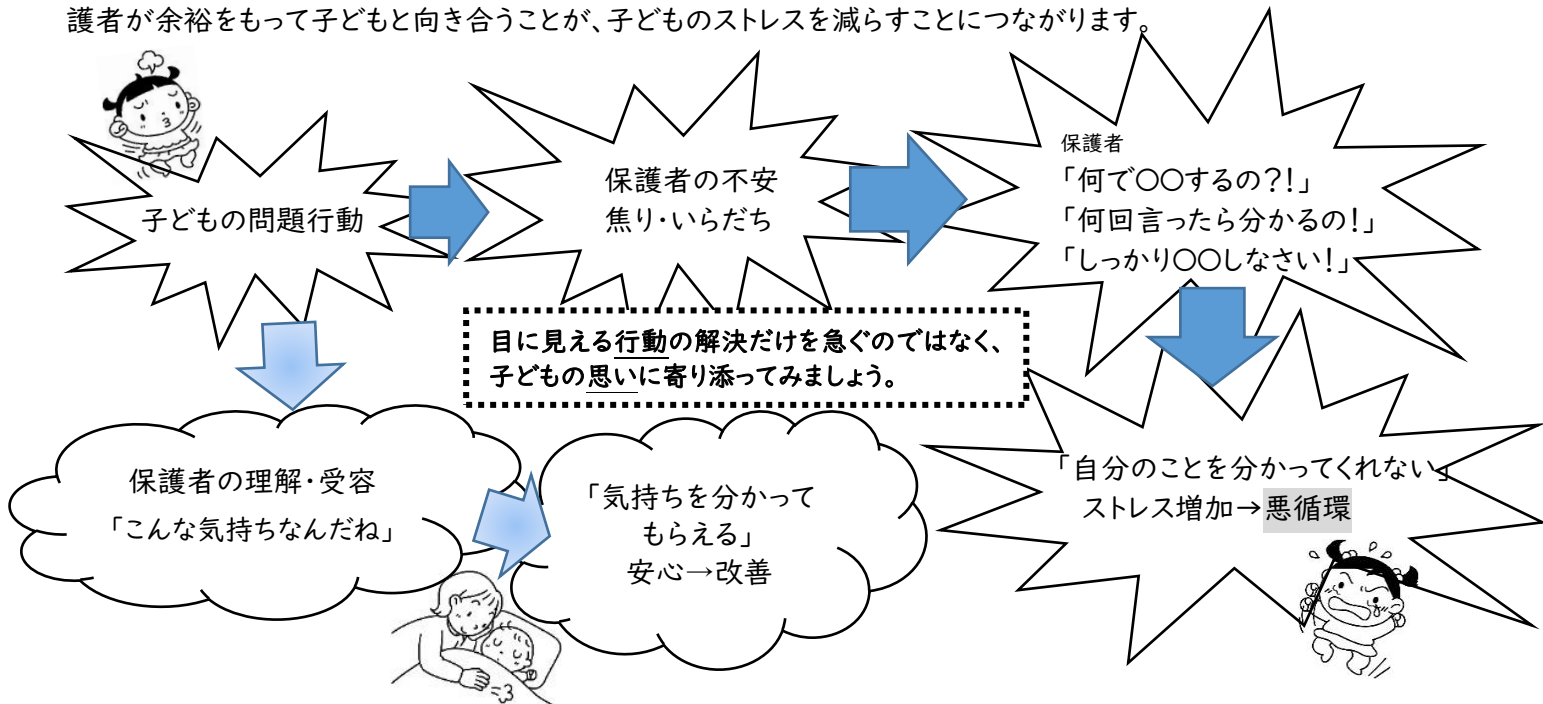 護者が余裕をもって子どもと向き合うことが、子どものストレスを減らすことにつながります。
子どもの問題行動
保護者の不安
焦り・いらだち
保護者
「何で〇〇するの?!」
「何回言ったら分かるの!」
「しっかり〇〇しなさい!」
目に見える行動の解決だけを急ぐのではなく、
子どもの思いに寄り添ってみましょう。
保護者の理解・受容
「こんな気持ちなんだね」
「気持ちを分かって
もらえる」
安心→改善
「自分のことを分かってくれない」
ストレス増加→悪循環